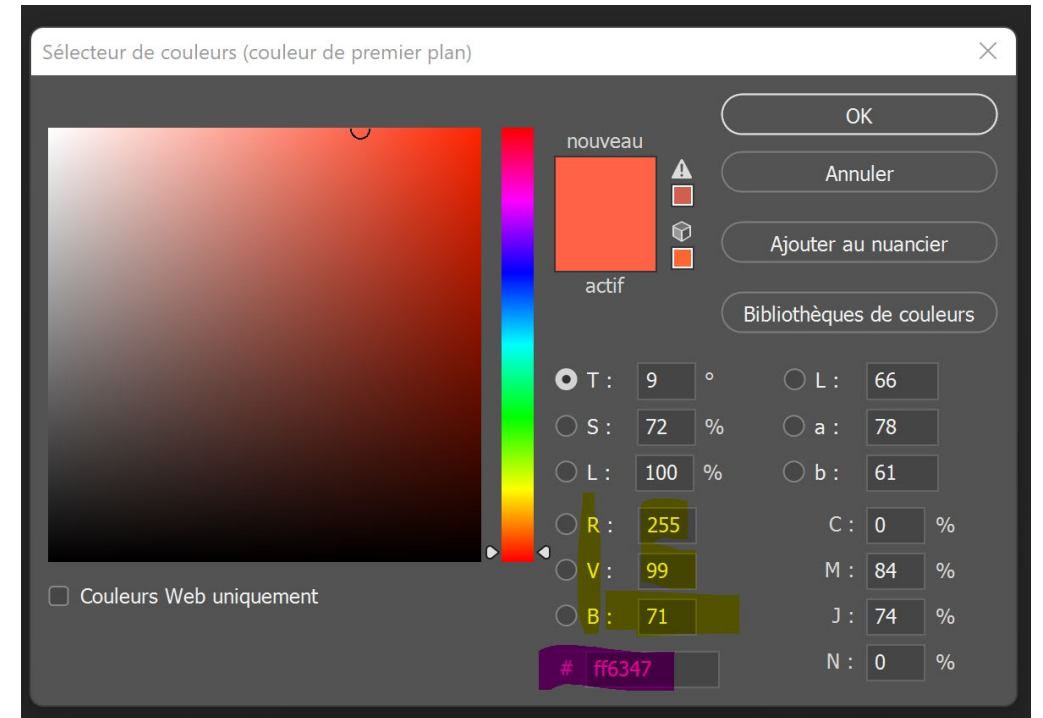 Sélecteur de couleurs (couleur de premier plan)
nouveau
actif
OK
Annuler
Ajouter au nuancier
Bibliothèques de couleurs
T : 9 °
S : 72 %
L : 100 %
R : 255
V : 99
B : 71
# ff6347
L : 66
a : 78
b : 61
C : 0 %
M : 84 %
J : 74 %
N : 0 %
Couleurs Web uniquement